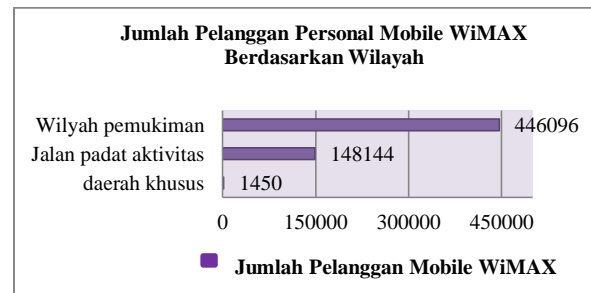 Jumlah Pelanggan Personal Mobile WiMAX
Berdasarkan Wilayah
Wilyah pemukiman 446096
Jalan padat aktivitas 148144
daerah khusus 1450
0 150000 300000 450000
Jumlah Pelanggan Mobile WiMAX